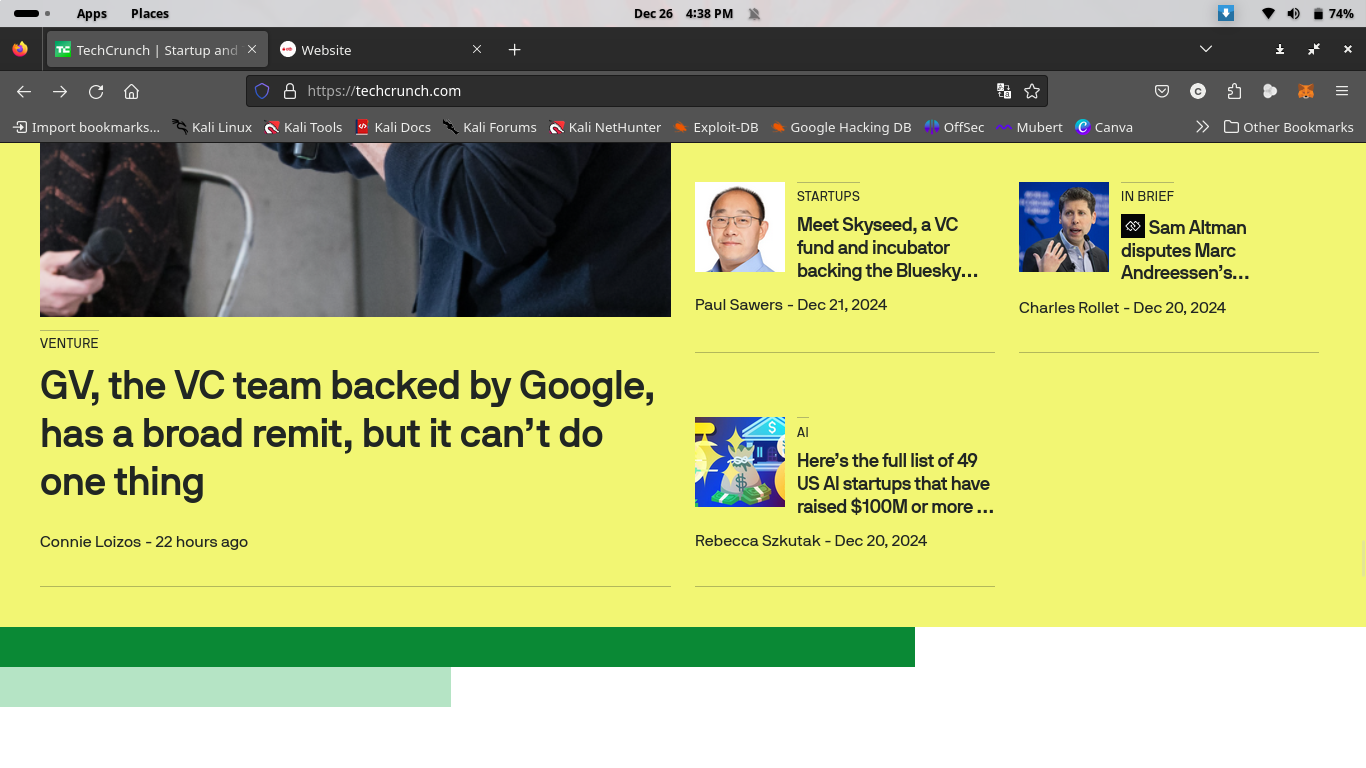 Apps Places Dec 26 4:38 PM 74%
TechCrunch | Startup and Website
https://techcrunch.com
Import bookmarks... Kali Linux Kali Tools Kali Docs Kali Forums Kali NetHunter Exploit-DB Google Hacking DB OffSec Mubert Canva Other Bookmarks
VENTURE
GV, the VC team backed by Google,
has a broad remit, but it can’t do
one thing
Connie Loizos - 22 hours ago
STARTUPS
Meet Skyseed, a VC
fund and incubator
backing the Bluesky…
Paul Sawers - Dec 21, 2024
IN BRIEF
Sam Altman
disputes Marc
Andreessen’s…
Charles Rollet - Dec 20, 2024
AI
Here’s the full list of 49
US AI startups that have
raised $100M or more …
Rebecca Szkutak - Dec 20, 2024